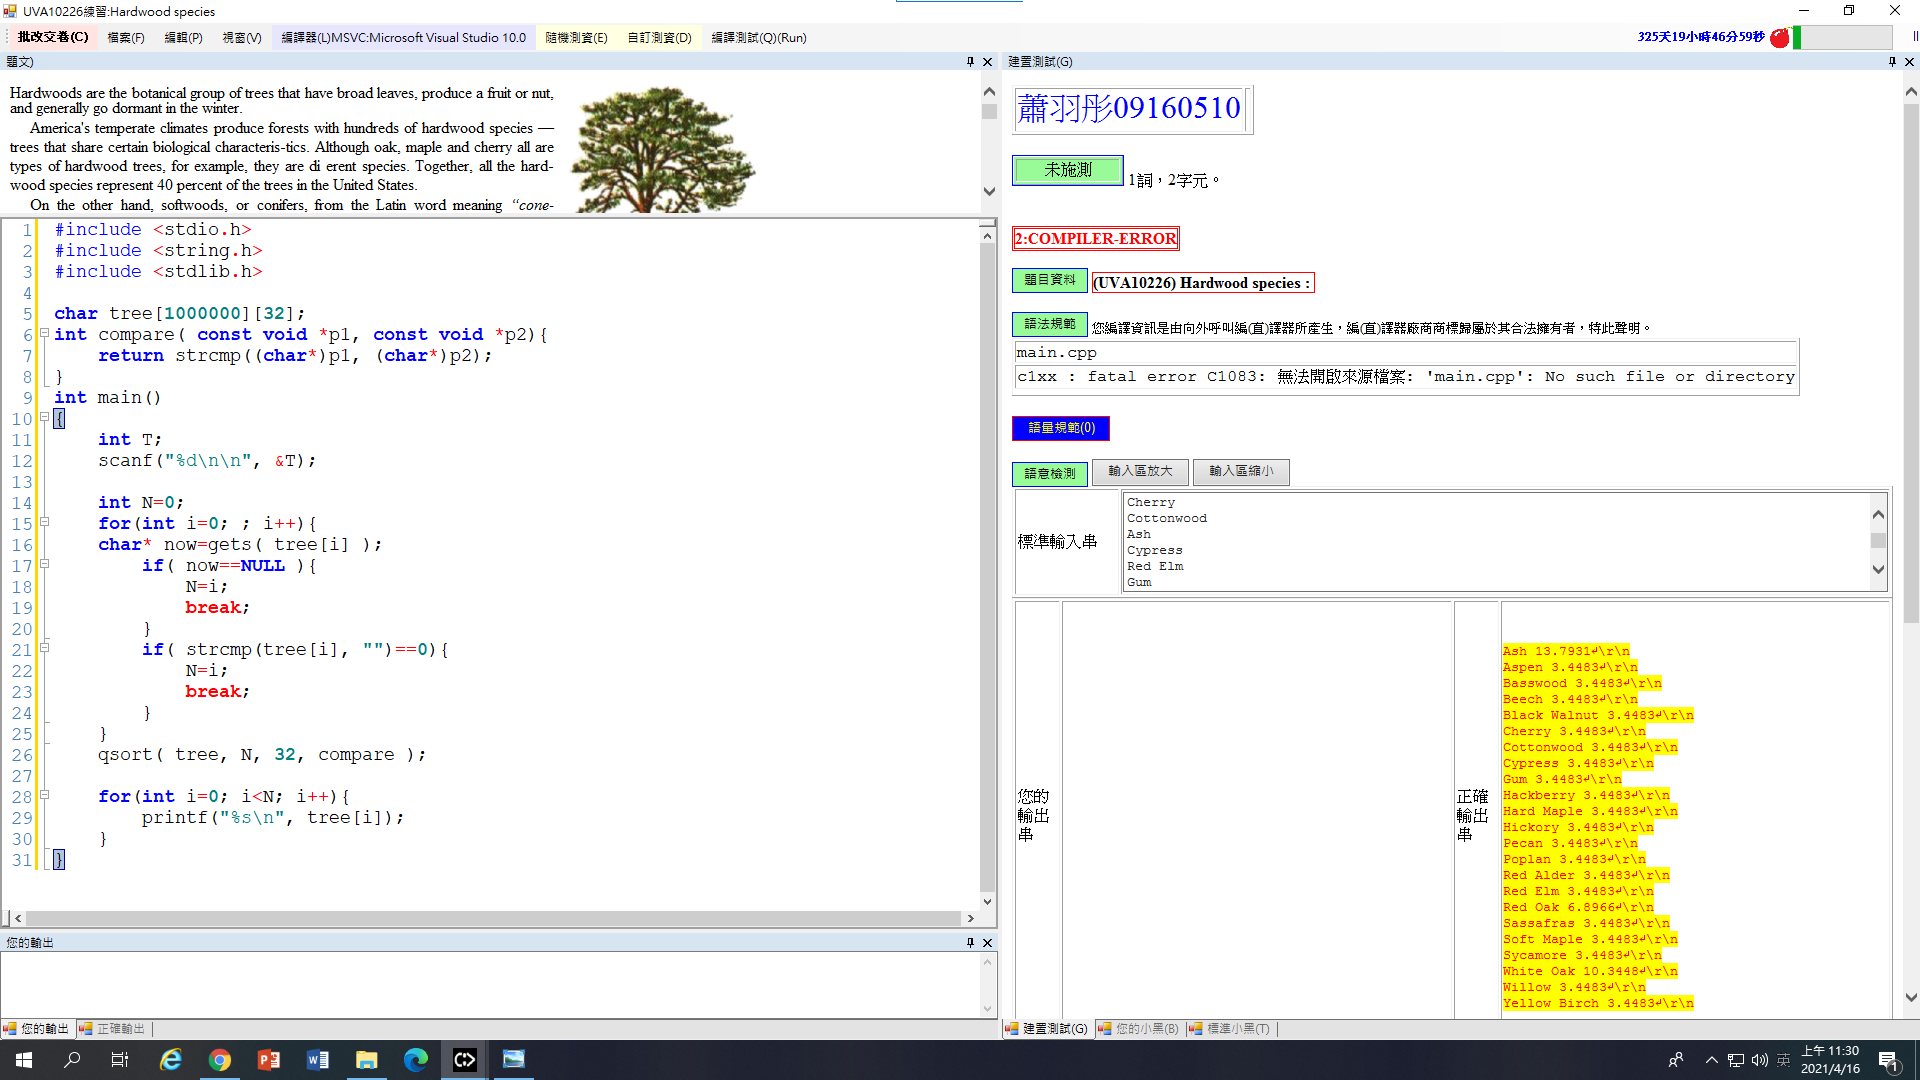 UVA10226練習:Hardwood species
批改交卷(C) 檔案(F) 編輯(P) 視窗(V) 編譯器(L)MSVC:Microsoft Visual Studio 10.0 隨機測資(E) 自訂測資(D) 編譯測試(Q)(Run)
325天19小時46分59秒
題文)
Hardwoods are the botanical group of trees that have broad leaves, produce a fruit or nut,
and generally go dormant in the winter.
America's temperate climates produce forests with hundreds of hardwood species —
trees that share certain biological characteris-tics. Although oak, maple and cherry all are
types of hardwood trees, for example, they are di erent species. Together, all the hard-
wood species represent 40 percent of the trees in the United States.
On the other hand, softwoods, or conifers, from the Latin word meaning “cone-
1 #include <stdio.h>
2 #include <string.h>
3 #include <stdlib.h>
4
5 char tree[1000000][32];
6 int compare( const void *p1, const void *p2){
7 return strcmp((char*)p1, (char*)p2);
8 }
9 int main()
10 {
11 int T;
12 scanf("%d\n\n", &T);
13
14 int N=0;
15 for(int i=0; ; i++){
16 char* now=gets( tree[i] );
17 if( now==NULL ){
18 N=i;
19 break;
20 }
21 if( strcmp(tree[i], "")==0){
22 N=i;
23 break;
24 }
25 }
26 qsort( tree, N, 32, compare );
27
28 for(int i=0; i<N; i++){
29 printf("%s\n", tree[i]);
30 }
31 }
您的輸出
您的輸出 正確輸出
建置測試(G)
蕭羽彤09160510
未施測 1詞，2字元。
2:COMPILER-ERROR
題目資料 (UVA10226) Hardwood species :
語法規範 您編譯資訊是由向外呼叫編(直)譯器所產生，編(直)譯器廠商商標歸屬於其合法擁有者，特此聲明。
main.cpp
c1xx : fatal error C1083: 無法開啟來源檔案: 'main.cpp': No such file or directory
語量規範(0)
語意檢測 輸入區放大 輸入區縮小
標準輸入串
Cherry
Cottonwood
Ash
Cypress
Red Elm
Gum
您的輸出串
正確輸出串
Ash 13.7931↵\r\n
Aspen 3.4483↵\r\n
Basswood 3.4483↵\r\n
Beech 3.4483↵\r\n
Black Walnut 3.4483↵\r\n
Cherry 3.4483↵\r\n
Cottonwood 3.4483↵\r\n
Cypress 3.4483↵\r\n
Gum 3.4483↵\r\n
Hackberry 3.4483↵\r\n
Hard Maple 3.4483↵\r\n
Hickory 3.4483↵\r\n
Pecan 3.4483↵\r\n
Poplan 3.4483↵\r\n
Red Alder 3.4483↵\r\n
Red Elm 3.4483↵\r\n
Red Oak 6.8966↵\r\n
Sassafras 3.4483↵\r\n
Soft Maple 3.4483↵\r\n
Sycamore 3.4483↵\r\n
White Oak 10.3448↵\r\n
Willow 3.4483↵\r\n
Yellow Birch 3.4483↵\r\n
建置測試(G) 您的小黑(B) 標準小黑(T)
英
上午 11:30
2021/4/16
1